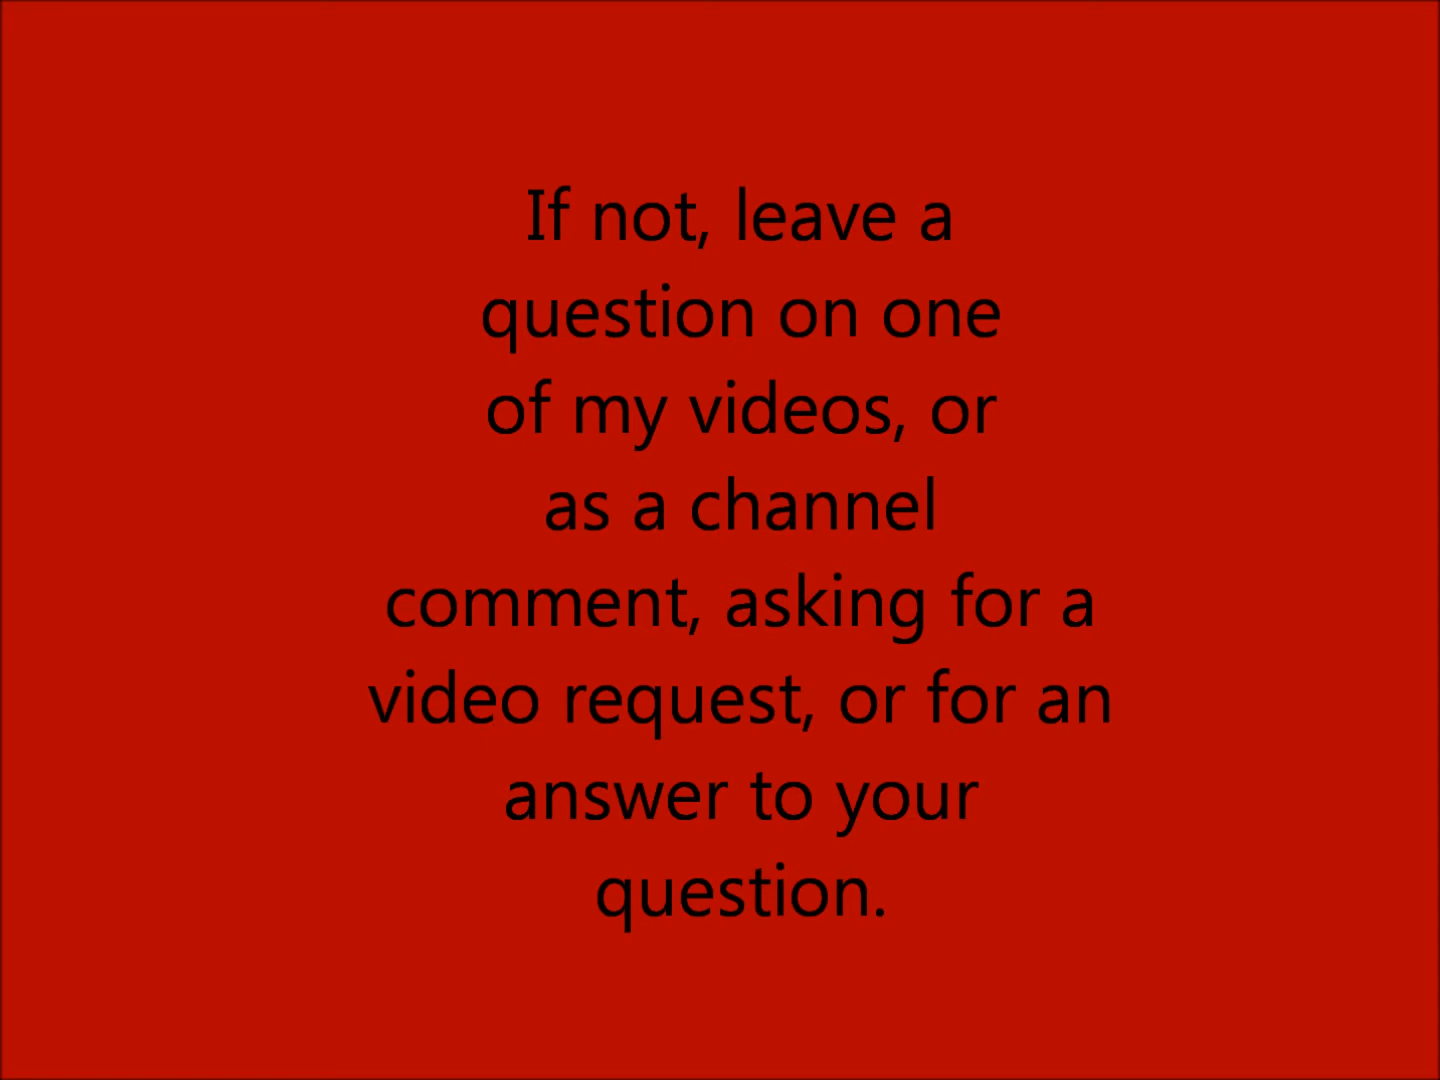 If not, leave a
question on one
of my videos, or
as a channel
comment, asking for a
video request, or for an
answer to your
question.